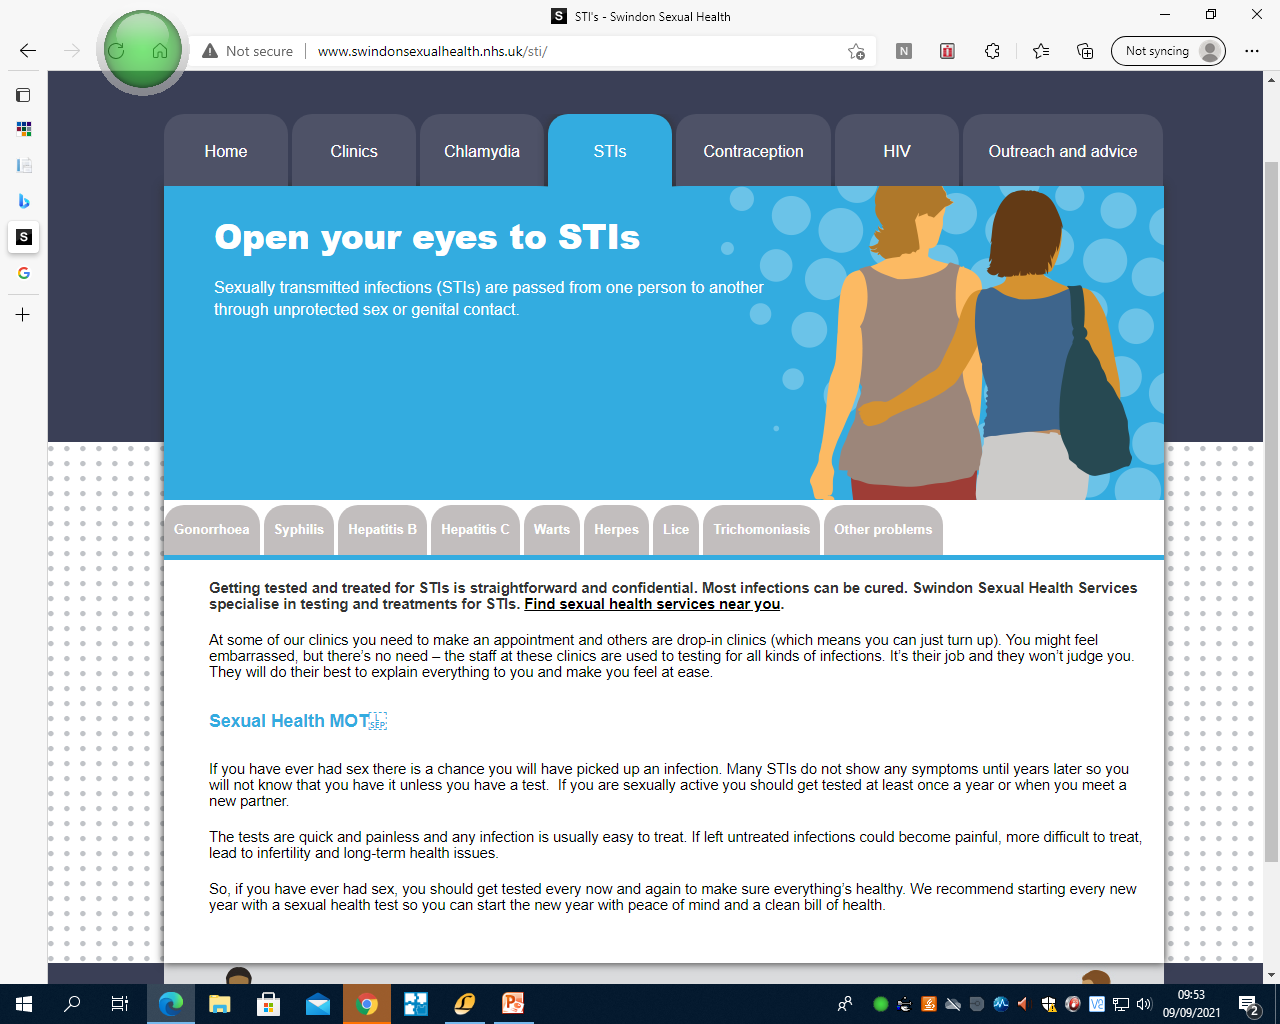 STI's - Swindon Sexual Health
Not secure
www.swindonsexualhealth.nhs.uk/sti/
Not syncing
Home
Clinics
Chlamydia
STIs
Contraception
HIV
Outreach and advice
Open your eyes to STIs
Sexually transmitted infections (STIs) are passed from one person to another
through unprotected sex or genital contact.
Gonorrhoea
Syphilis
Hepatitis B
Hepatitis C
Warts
Herpes
Lice
Trichomoniasis
Other problems
Getting tested and treated for STIs is straightforward and confidential. Most infections can be cured. Swindon Sexual Health Services
specialise in testing and treatments for STIs. Find sexual health services near you.
At some of our clinics you need to make an appointment and others are drop-in clinics (which means you can just turn up). You might feel
embarrassed, but there's no need – the staff at these clinics are used to testing for all kinds of infections. It's their job and they won't judge you.
They will do their best to explain everything to you and make you feel at ease.
Sexual Health MOT
If you have ever had sex there is a chance you will have picked up an infection. Many STIs do not show any symptoms until years later so you
will not know that you have it unless you have a test.  If you are sexually active you should get tested at least once a year or when you meet a
new partner.
The tests are quick and painless and any infection is usually easy to treat. If left untreated infections could become painful, more difficult to treat,
lead to infertility and long-term health issues.
So, if you have ever had sex, you should get tested every now and again to make sure everything's healthy. We recommend starting every new
year with a sexual health test so you can start the new year with peace of mind and a clean bill of health.
09:53
09/09/2021
2